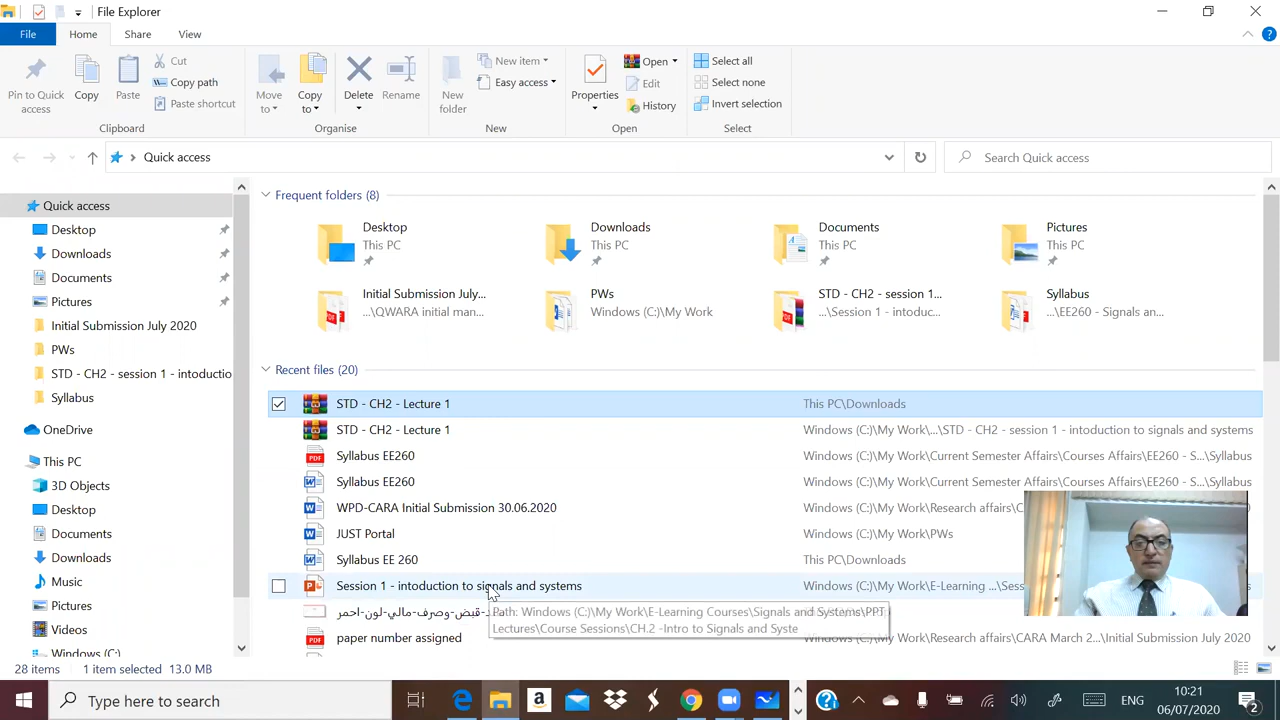 File Explorer
File
Home
Share
View
Pin to Quick access
Copy
Paste
Cut
Copy path
Paste shortcut
Clipboard
Move to
Copy to
Delete
Rename
Organise
New folder
New item
Easy access
New
Properties
Open
Edit
History
Open
Select all
Select none
Invert selection
Select
Quick access
Search Quick access
Quick access
Desktop
Downloads
Documents
Pictures
Initial Submission July 2020
PWs
STD - CH2 - session 1 - intoductio
Syllabus
OneDrive
This PC
3D Objects
Desktop
Documents
Downloads
Music
Pictures
Videos
Windows (C:)
Frequent folders (8)
Desktop
This PC
Downloads
This PC
Documents
This PC
Pictures
This PC
Initial Submission July...
...\QWARA initial man...
PWs
Windows (C:)\My Work
STD - CH2 - session 1...
...\Session 1 - intoduc...
Syllabus
...\EE260 - Signals an...
Recent files (20)
STD - CH2 - Lecture 1 This PC\Downloads
STD - CH2 - Lecture 1 Windows (C:)\My Work\...\STD - CH2 - session 1 - intoduction to signals and systems
Syllabus EE260 Windows (C:)\My Work\Current Semester Affairs\Courses Affairs\EE260 - S...\Syllabus
Syllabus EE260 Windows (C:)\My Work\Current Semester Affairs\Courses Affairs\EE260 - S...\Syllabus
WPD-CARA Initial Submission 30.06.2020 Windows (C:)\My Work\Research affairs\C
JUST Portal Windows (C:)\My Work\PWs
Syllabus EE 260 This PC\Downloads
Session 1 - intoduction to signals and systems Windows (C:)\My Work\E-Learning ...\Sess
قبض-وصرف-مالي-لون-احمر
Path: Windows (C:)\My Work\E-Learning Courses\Signals and Systems\PPT
Lectures\Course Sessions\CH.2 -Intro to Signals and Syste
paper number assigned \My Work\Research affairs\CARA March 2...\Initial Submission July 2020
28 items 1 item selected 13.0 MB
Type here to search
ENG
10:21
06/07/2020
2